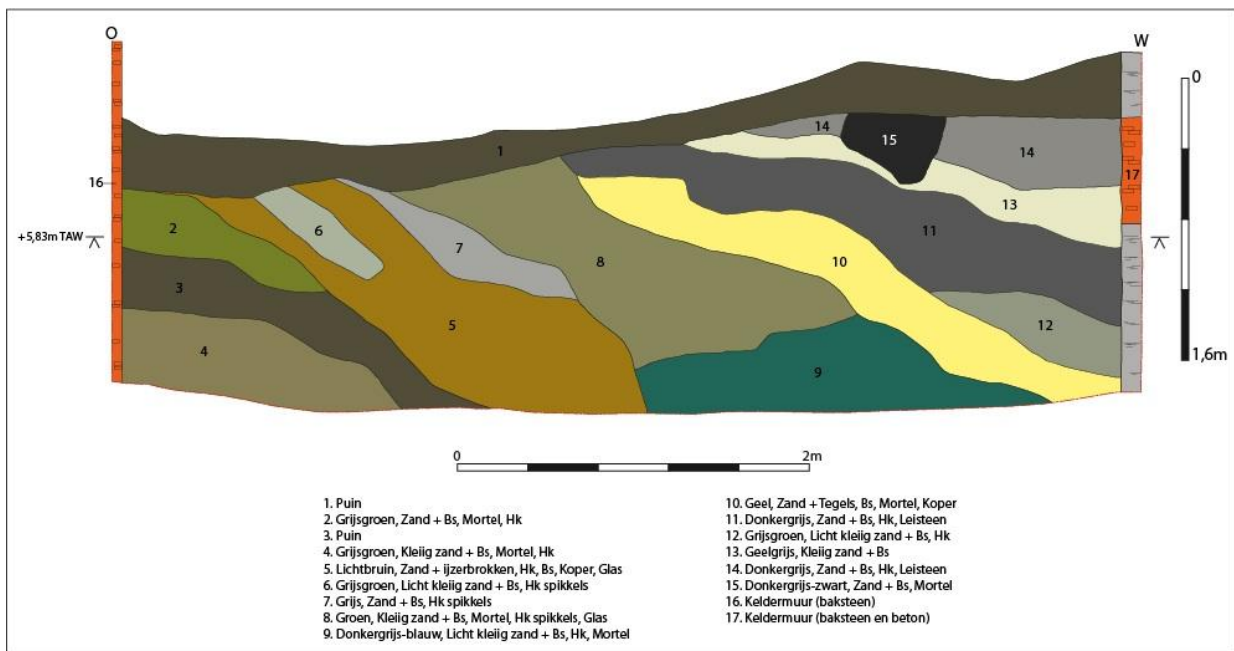 O
W
0
1
14
15
14
16
17
2
6
7
13
11
+5,83m TAW
8
10
3
5
12
4
1,6m
9
0
2m
1. Puin
2. Grijsgroen, Zand + Bs, Mortel, Hk
3. Puin
4. Grijsgroen, Kleiig zand + Bs, Mortel, Hk
5. Lichtbruin, Zand + ijzerbrokken, Hk, Bs, Koper, Glas
6. Grijsgroen, Licht kleiig zand + Bs, Hk spikkels
7. Grijs, Zand + Bs, Hk spikkels
8. Groen, Kleiig zand + Bs, Mortel, Hk spikkels, Glas
9. Donkergrijs-blauw, Licht kleiig zand + Bs, Hk, Mortel
10. Geel, Zand + Tegels, Bs, Mortel, Koper
11. Donkergrijs, Zand + Bs, Hk, Leisteen
12. Grijsgroen, Licht kleiig zand + Bs, Hk
13. Geelgrijs, Kleiig zand + Bs
14. Donkergrijs, Zand + Bs, Hk, Leisteen
15. Donkergrijs-zwart, Zand + Bs, Mortel
16. Keldermuur (baksteen)
17. Keldermuur (baksteen en beton)